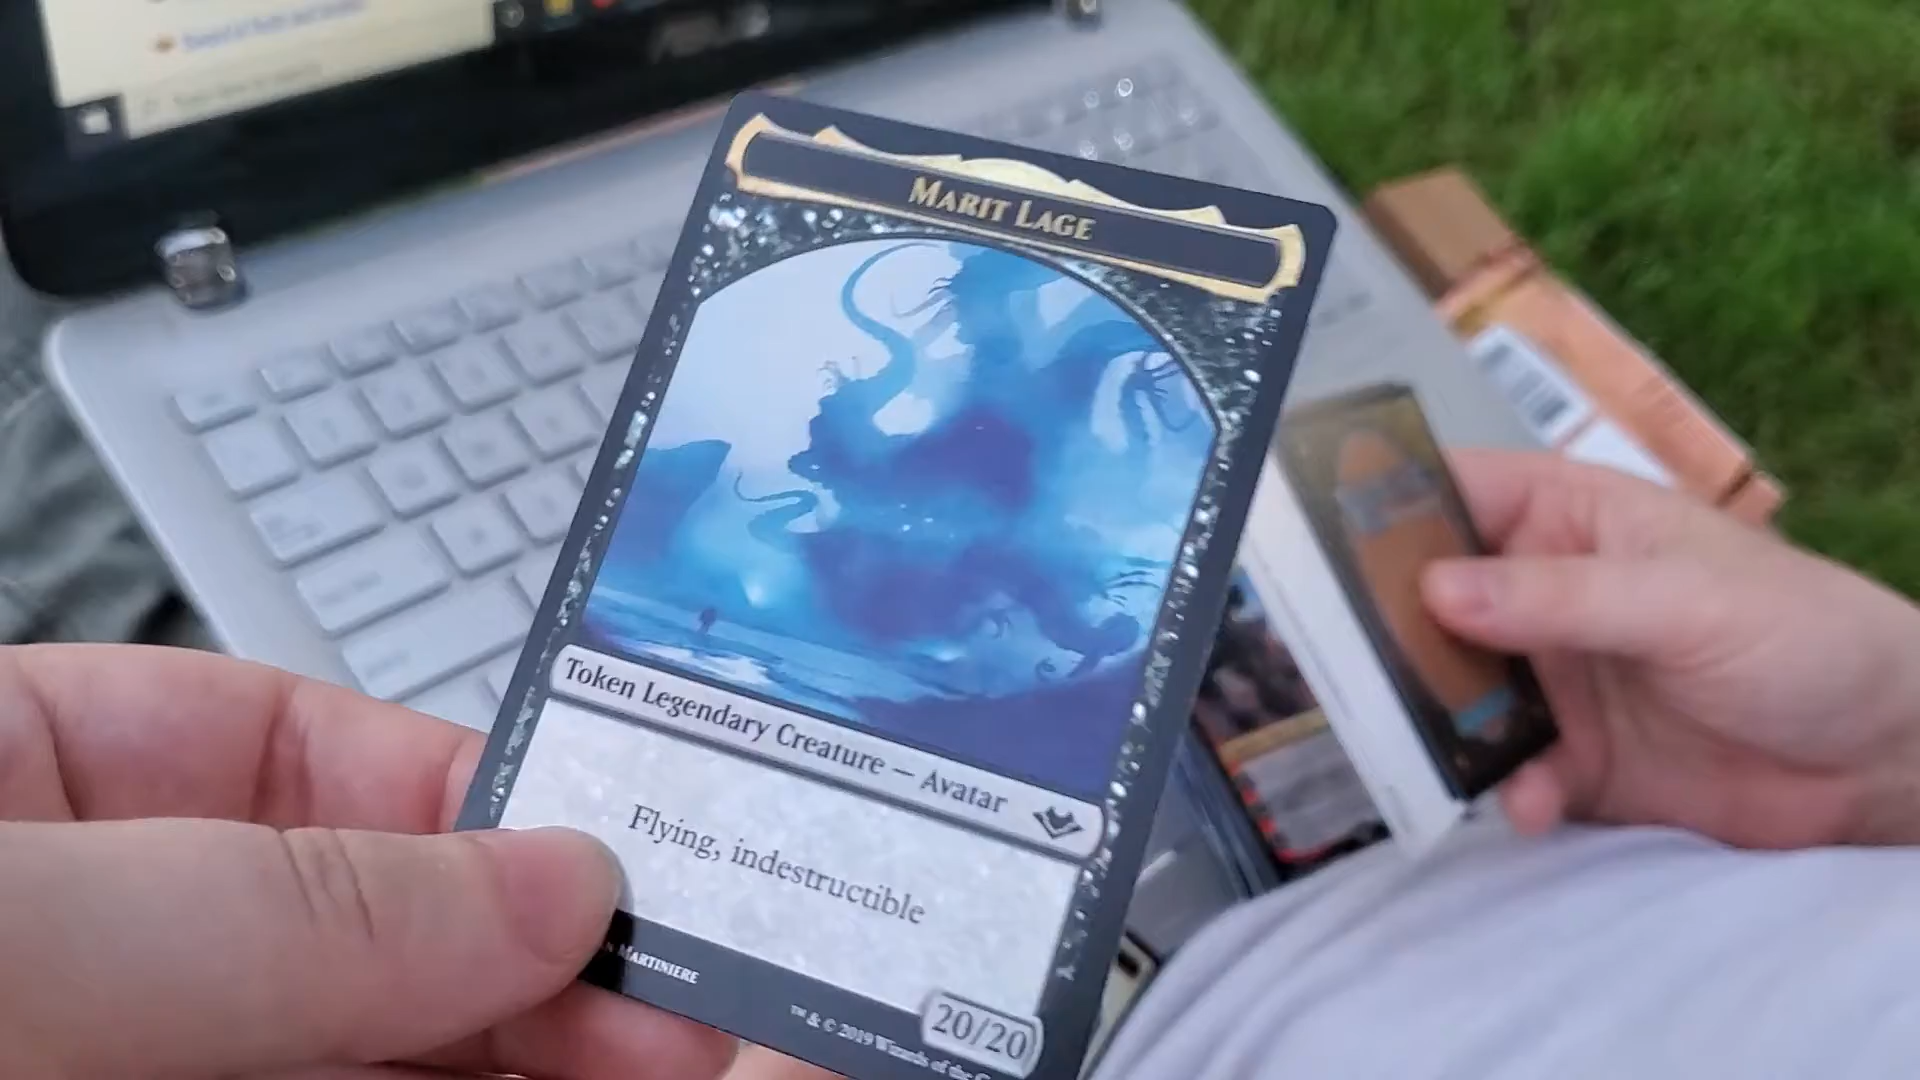 MARIT LAGE
Token Legendary Creature — Avatar
Flying, indestructible
MARTINIERE
20/20
™ & © 2019 Wizards of the